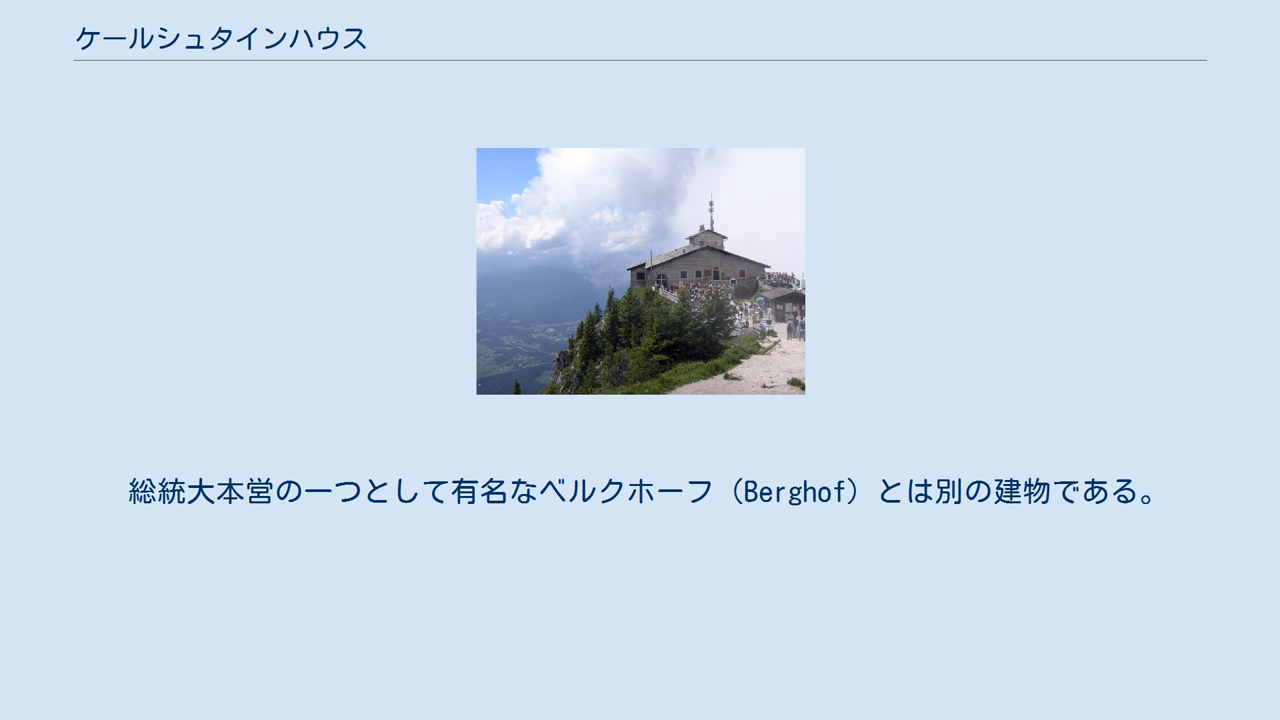 ケールシュタインハウス
総統大本営の一つとして有名なベルクホーフ（Berghof）とは別の建物である。